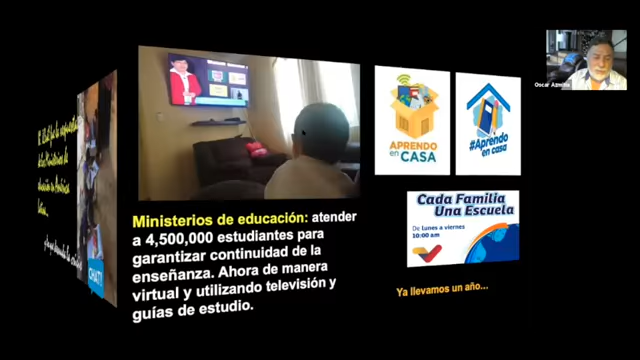 Ministerios de educación: atender
a 4,500,000 estudiantes para
garantizar continuidad de la
enseñanza. Ahora de manera
virtual y utilizando televisión y
guías de estudio.
APRENDO
en CASA
#Aprendo
en casa
Cada Familia
Una Escuela
De Lunes a viernes
10:00 am
Ya llevamos un año...
CHAT!
Oscar